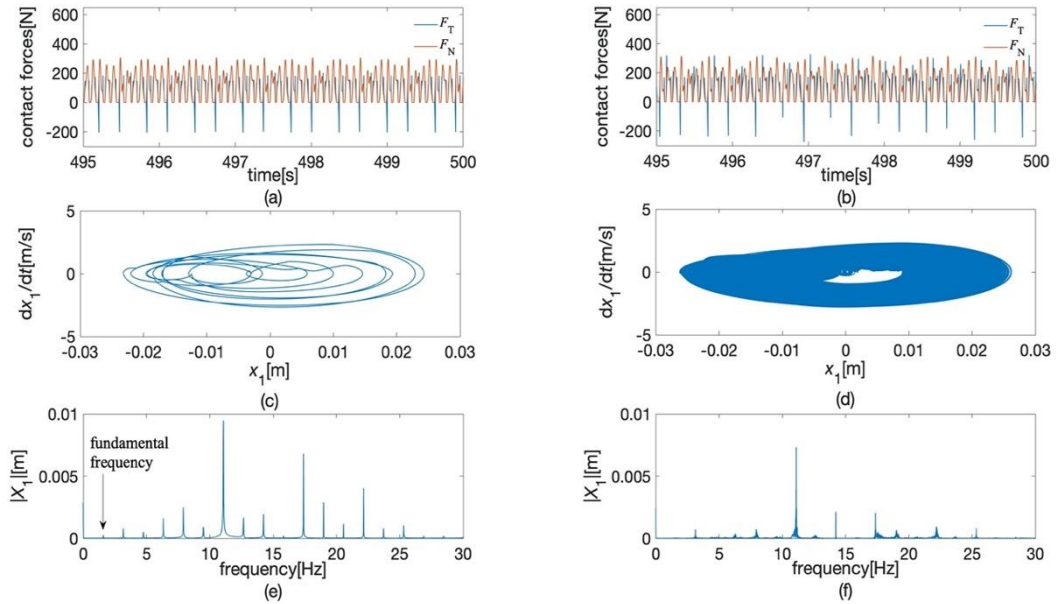 contact forces[N]
600
400
200
0
-200
F_T
F_N
495 496 497 498 499 500
time[s]
(a)
contact forces[N]
600
400
200
0
-200
F_T
F_N
495 496 497 498 499 500
time[s]
(b)
dx_1/dt[m/s]
5
0
-5
-0.03 -0.02 -0.01 0 0.01 0.02 0.03
x_1[m]
(c)
dx_1/dt[m/s]
5
0
-5
-0.03 -0.02 -0.01 0 0.01 0.02 0.03
x_1[m]
(d)
|X_1|[m]
0.01
0.005
0
fundamental
frequency
0 5 10 15 20 25 30
frequency[Hz]
(e)
|X_1|[m]
0.01
0.005
0
0 5 10 15 20 25 30
frequency[Hz]
(f)